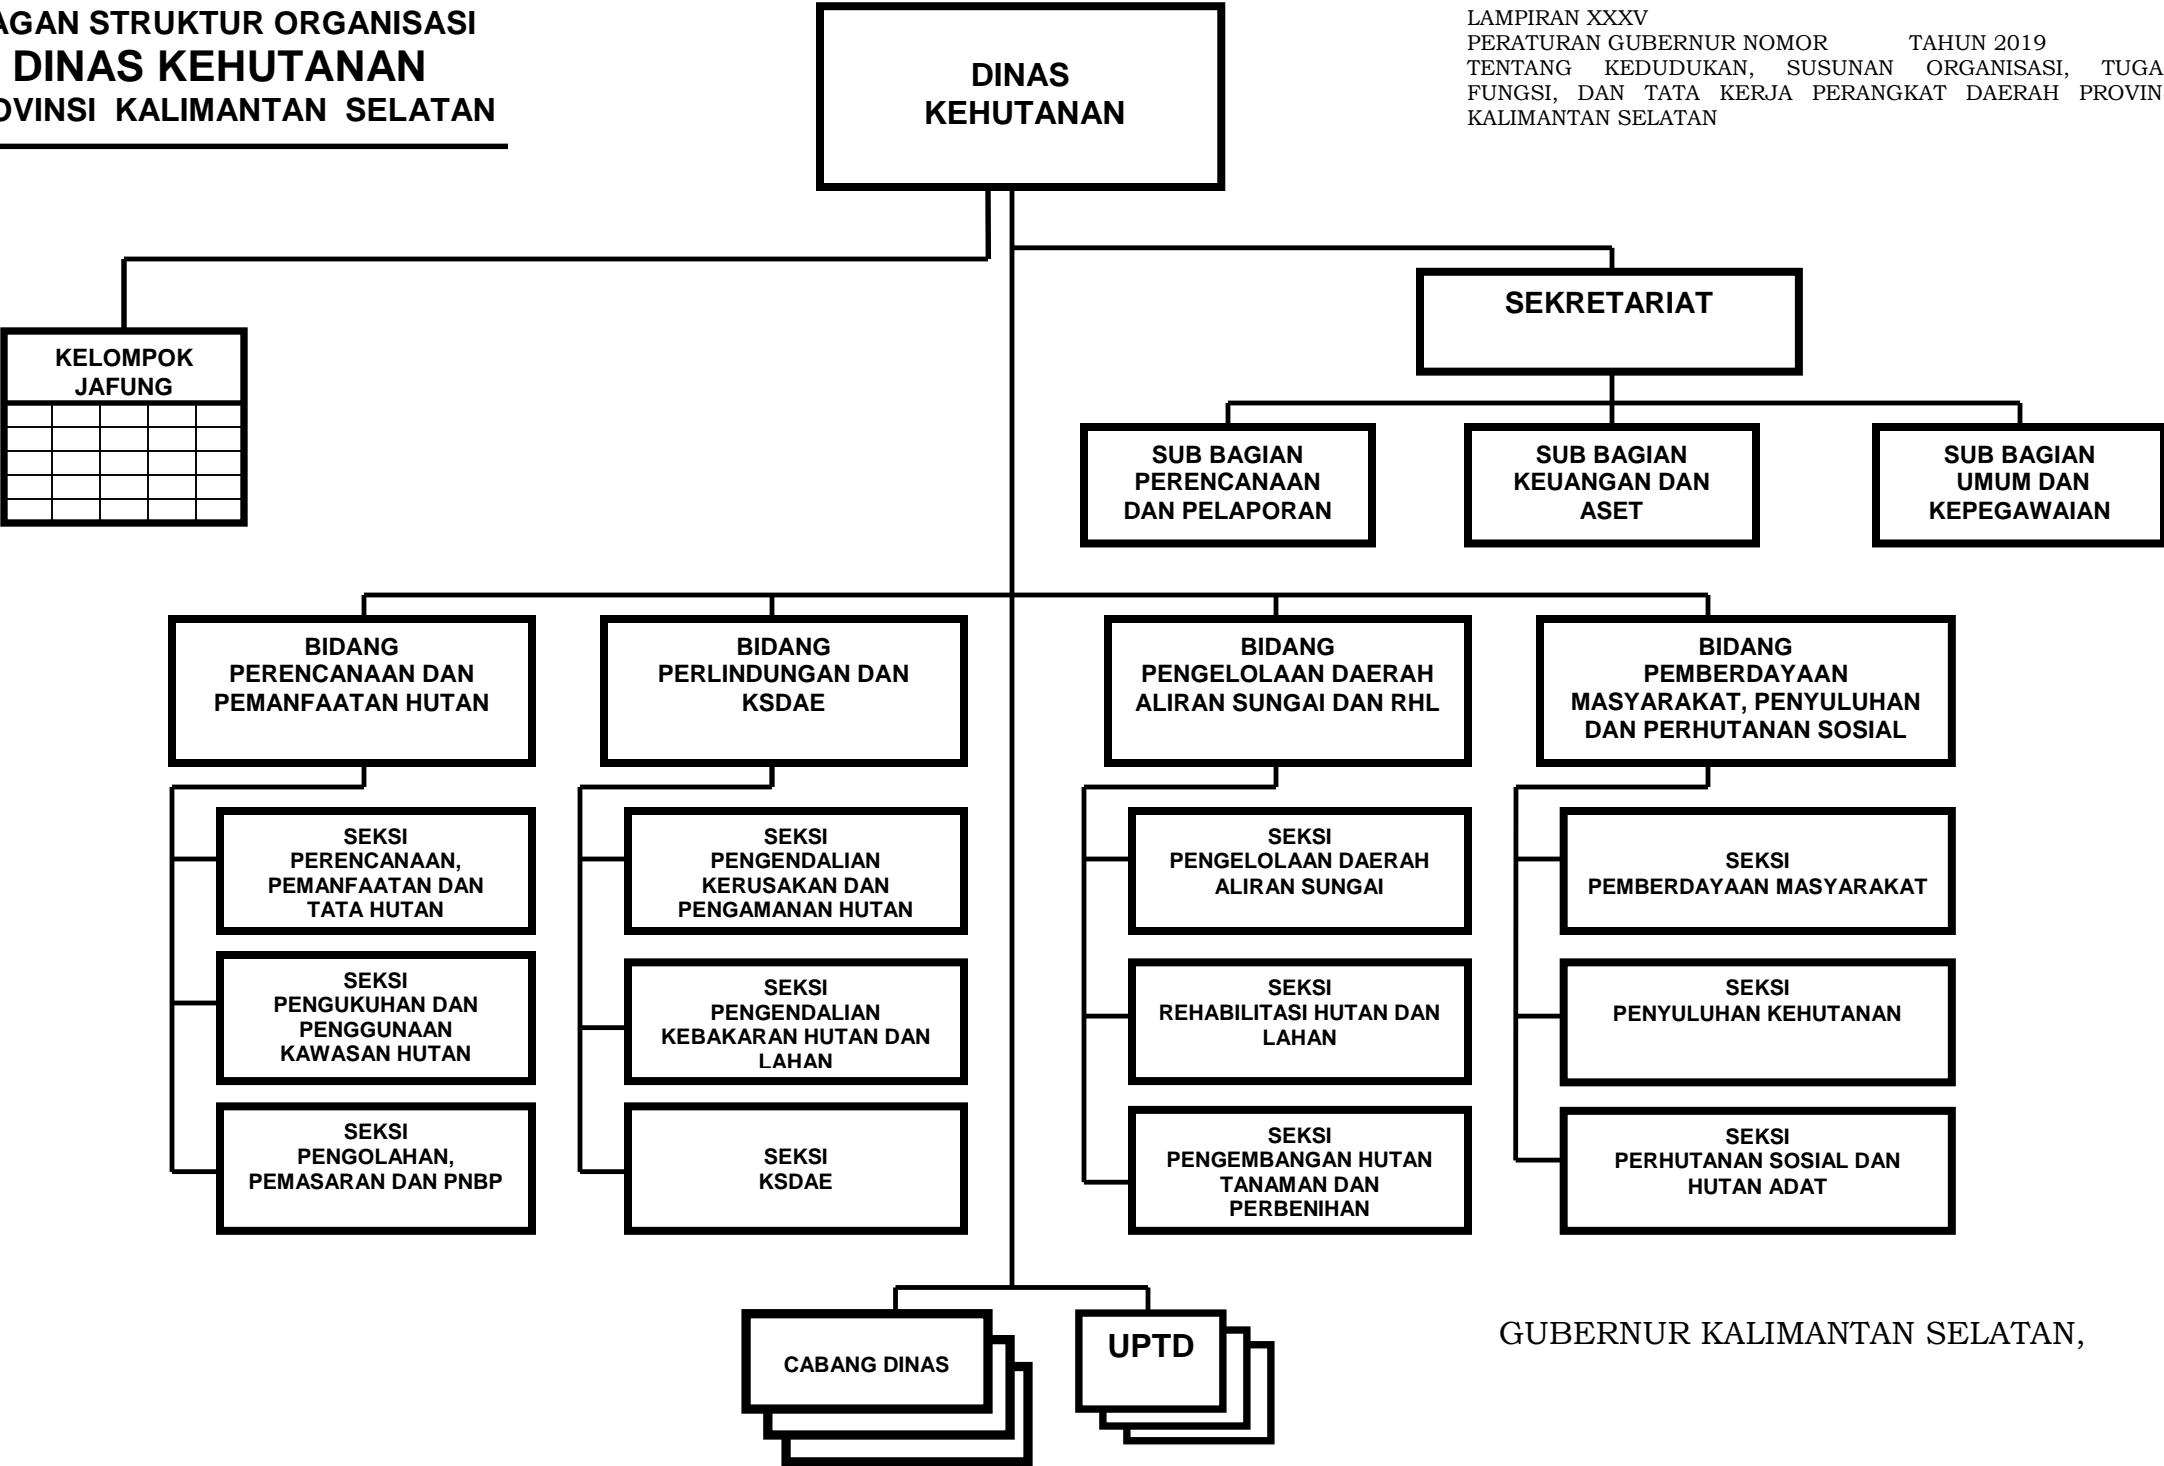 AGAN STRUKTUR ORGANISASI
DINAS KEHUTANAN
OVINSI KALIMANTAN SELATAN
DINAS
KEHUTANAN
LAMPIRAN XXXV
PERATURAN GUBERNUR NOMOR TAHUN 2019
TENTANG KEDUDUKAN, SUSUNAN ORGANISASI, TUGA
FUNGSI, DAN TATA KERJA PERANGKAT DAERAH PROVIN
KALIMANTAN SELATAN
SEKRETARIAT
KELOMPOK
JAFUNG
SUB BAGIAN
PERENCANAAN
DAN PELAPORAN
SUB BAGIAN
KEUANGAN DAN
ASET
SUB BAGIAN
UMUM DAN
KEPEGAWAIAN
BIDANG
PERENCANAAN DAN
PEMANFAATAN HUTAN
BIDANG
PERLINDUNGAN DAN
KSDAE
BIDANG
PENGELOLAAN DAERAH
ALIRAN SUNGAI DAN RHL
BIDANG
PEMBERDAYAAN
MASYARAKAT, PENYULUHAN
DAN PERHUTANAN SOSIAL
SEKSI
PERENCANAAN,
PEMANFAATAN DAN
TATA HUTAN
SEKSI
PENGENDALIAN
KERUSAKAN DAN
PENGAMANAN HUTAN
SEKSI
PENGELOLAAN DAERAH
ALIRAN SUNGAI
SEKSI
PEMBERDAYAAN MASYARAKAT
SEKSI
PENGUKUHAN DAN
PENGGUNAAN
KAWASAN HUTAN
SEKSI
PENGENDALIAN
KEBAKARAN HUTAN DAN
LAHAN
SEKSI
REHABILITASI HUTAN DAN
LAHAN
SEKSI
PENYULUHAN KEHUTANAN
SEKSI
PENGOLAHAN,
PEMASARAN DAN PNBP
SEKSI
KSDAE
SEKSI
PENGEMBANGAN HUTAN
TANAMAN DAN
PERBENIHAN
SEKSI
PERHUTANAN SOSIAL DAN
HUTAN ADAT
CABANG DINAS
UPTD
GUBERNUR KALIMANTAN SELATAN,